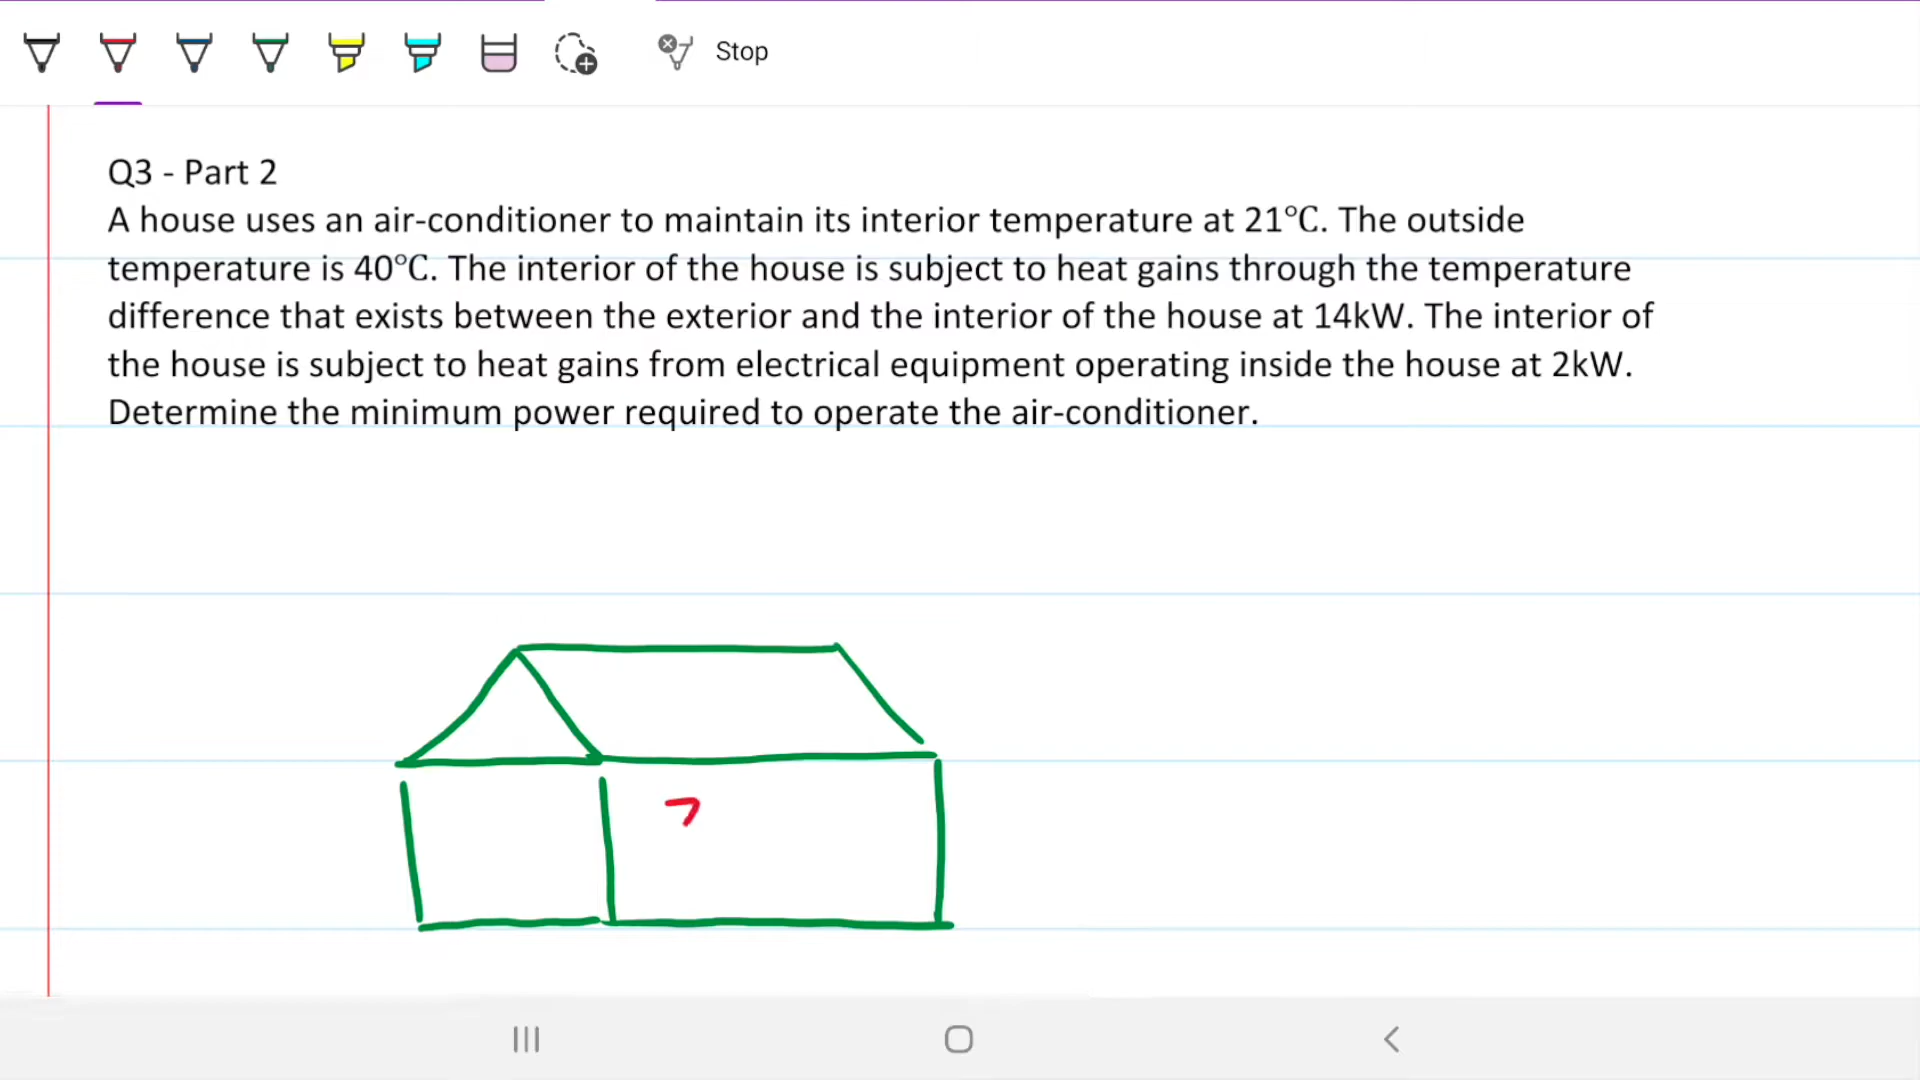 Stop
Q3 - Part 2
A house uses an air-conditioner to maintain its interior temperature at 21°C. The outside
temperature is 40°C. The interior of the house is subject to heat gains through the temperature
difference that exists between the exterior and the interior of the house at 14kW. The interior of
the house is subject to heat gains from electrical equipment operating inside the house at 2kW.
Determine the minimum power required to operate the air-conditioner.